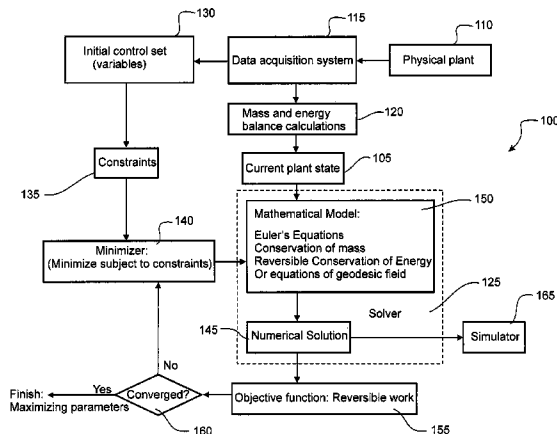 130
115
110
Initial control set
(variables)
Data acquisition system
Physical plant
120
Mass and energy
balance calculations
100
105
Constraints
Current plant state
135
150
140
Mathematical Model:
Euler's Equations
Conservation of mass
Reversible Conservation of Energy
Or equations of geodesic field
Minimizer:
(Minimize subject to constraints)
125
165
145
Solver
Numerical Solution
Simulator
No
Finish:
Maximizing parameters
Yes
Converged?
160
Objective function: Reversible work
155